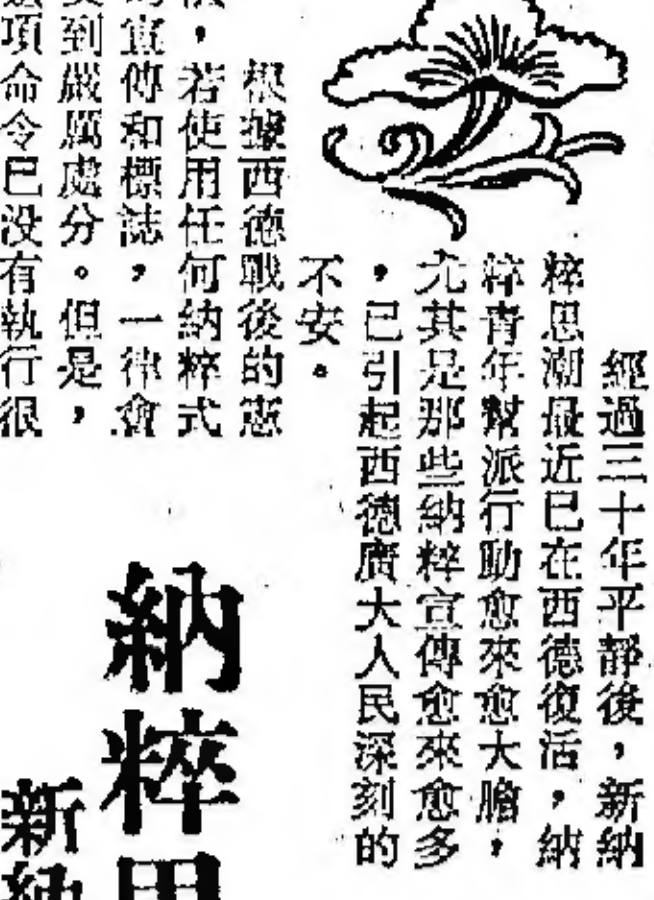 經過三十年平靜後，新納
粹思潮最近已在西德復活，納
粹青年幫派行動愈來愈大膽，
尤其是那些納粹宣傳愈來愈多
，已引起西德廣大人民深刻的
不安。
根據西德戰後的憲
，若使用任何納粹式
宣傳和標誌，一律會
到嚴厲處分。但是，
項命令已没有執行很
納粹
新納